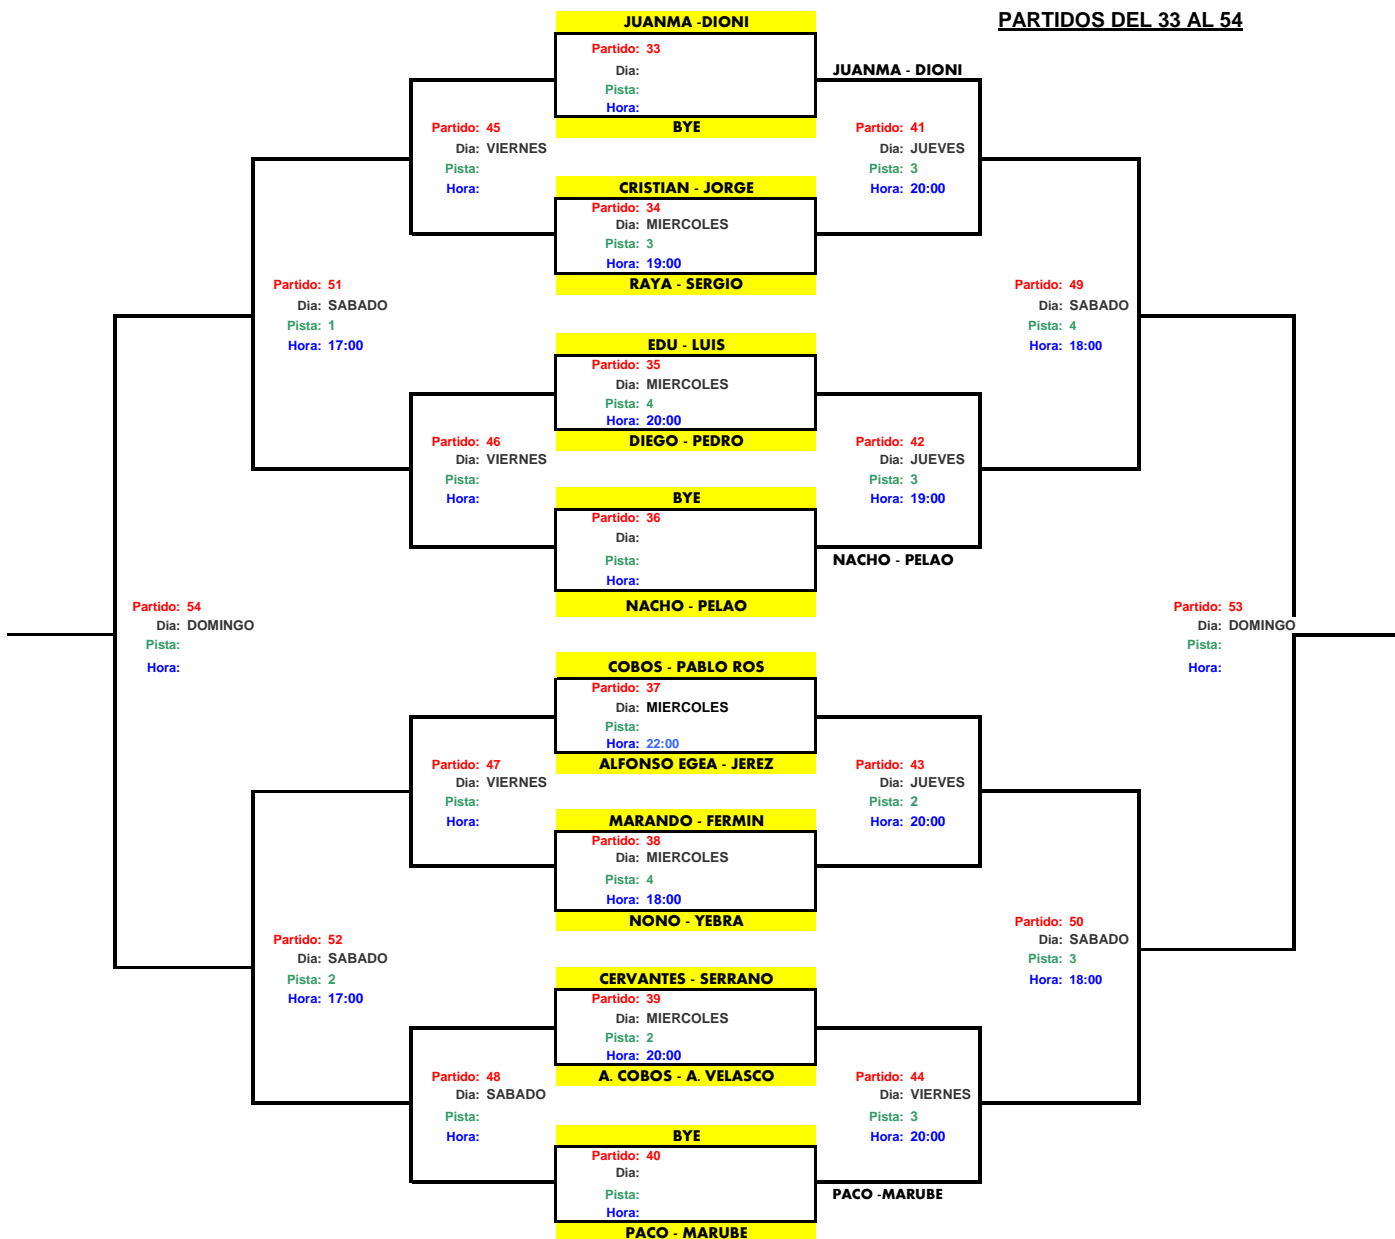 PARTIDOS DEL 33 AL 54
JUANMA -DIONI
Partido: 33
Dia:
Pista:
Hora:
BYE
JUANMA - DIONI
Partido: 45
Dia: VIERNES
Pista:
Hora:
Partido: 41
Dia: JUEVES
Pista: 3
Hora: 20:00
CRISTIAN - JORGE
Partido: 34
Dia: MIERCOLES
Pista: 3
Hora: 19:00
RAYA - SERGIO
Partido: 51
Dia: SABADO
Pista: 1
Hora: 17:00
Partido: 49
Dia: SABADO
Pista: 4
Hora: 18:00
EDU - LUIS
Partido: 35
Dia: MIERCOLES
Pista: 4
Hora: 20:00
DIEGO - PEDRO
Partido: 46
Dia: VIERNES
Pista:
Hora:
Partido: 42
Dia: JUEVES
Pista: 3
Hora: 19:00
BYE
Partido: 36
Dia:
Pista:
Hora:
NACHO - PELAO
NACHO - PELAO
Partido: 54
Dia: DOMINGO
Pista:
Hora:
Partido: 53
Dia: DOMINGO
Pista:
Hora:
COBOS - PABLO ROS
Partido: 37
Dia: MIERCOLES
Pista:
Hora: 22:00
ALFONSO EGEA - JEREZ
Partido: 47
Dia: VIERNES
Pista:
Hora:
Partido: 43
Dia: JUEVES
Pista: 2
Hora: 20:00
MARANDO - FERMIN
Partido: 38
Dia: MIERCOLES
Pista: 4
Hora: 18:00
NONO - YEBRA
Partido: 52
Dia: SABADO
Pista: 2
Hora: 17:00
Partido: 50
Dia: SABADO
Pista: 3
Hora: 18:00
CERVANTES - SERRANO
Partido: 39
Dia: MIERCOLES
Pista: 2
Hora: 20:00
A. COBOS - A. VELASCO
Partido: 48
Dia: SABADO
Pista:
Hora:
Partido: 44
Dia: VIERNES
Pista: 3
Hora: 20:00
BYE
Partido: 40
Dia:
Pista:
Hora:
PACO - MARUBE
PACO -MARUBE